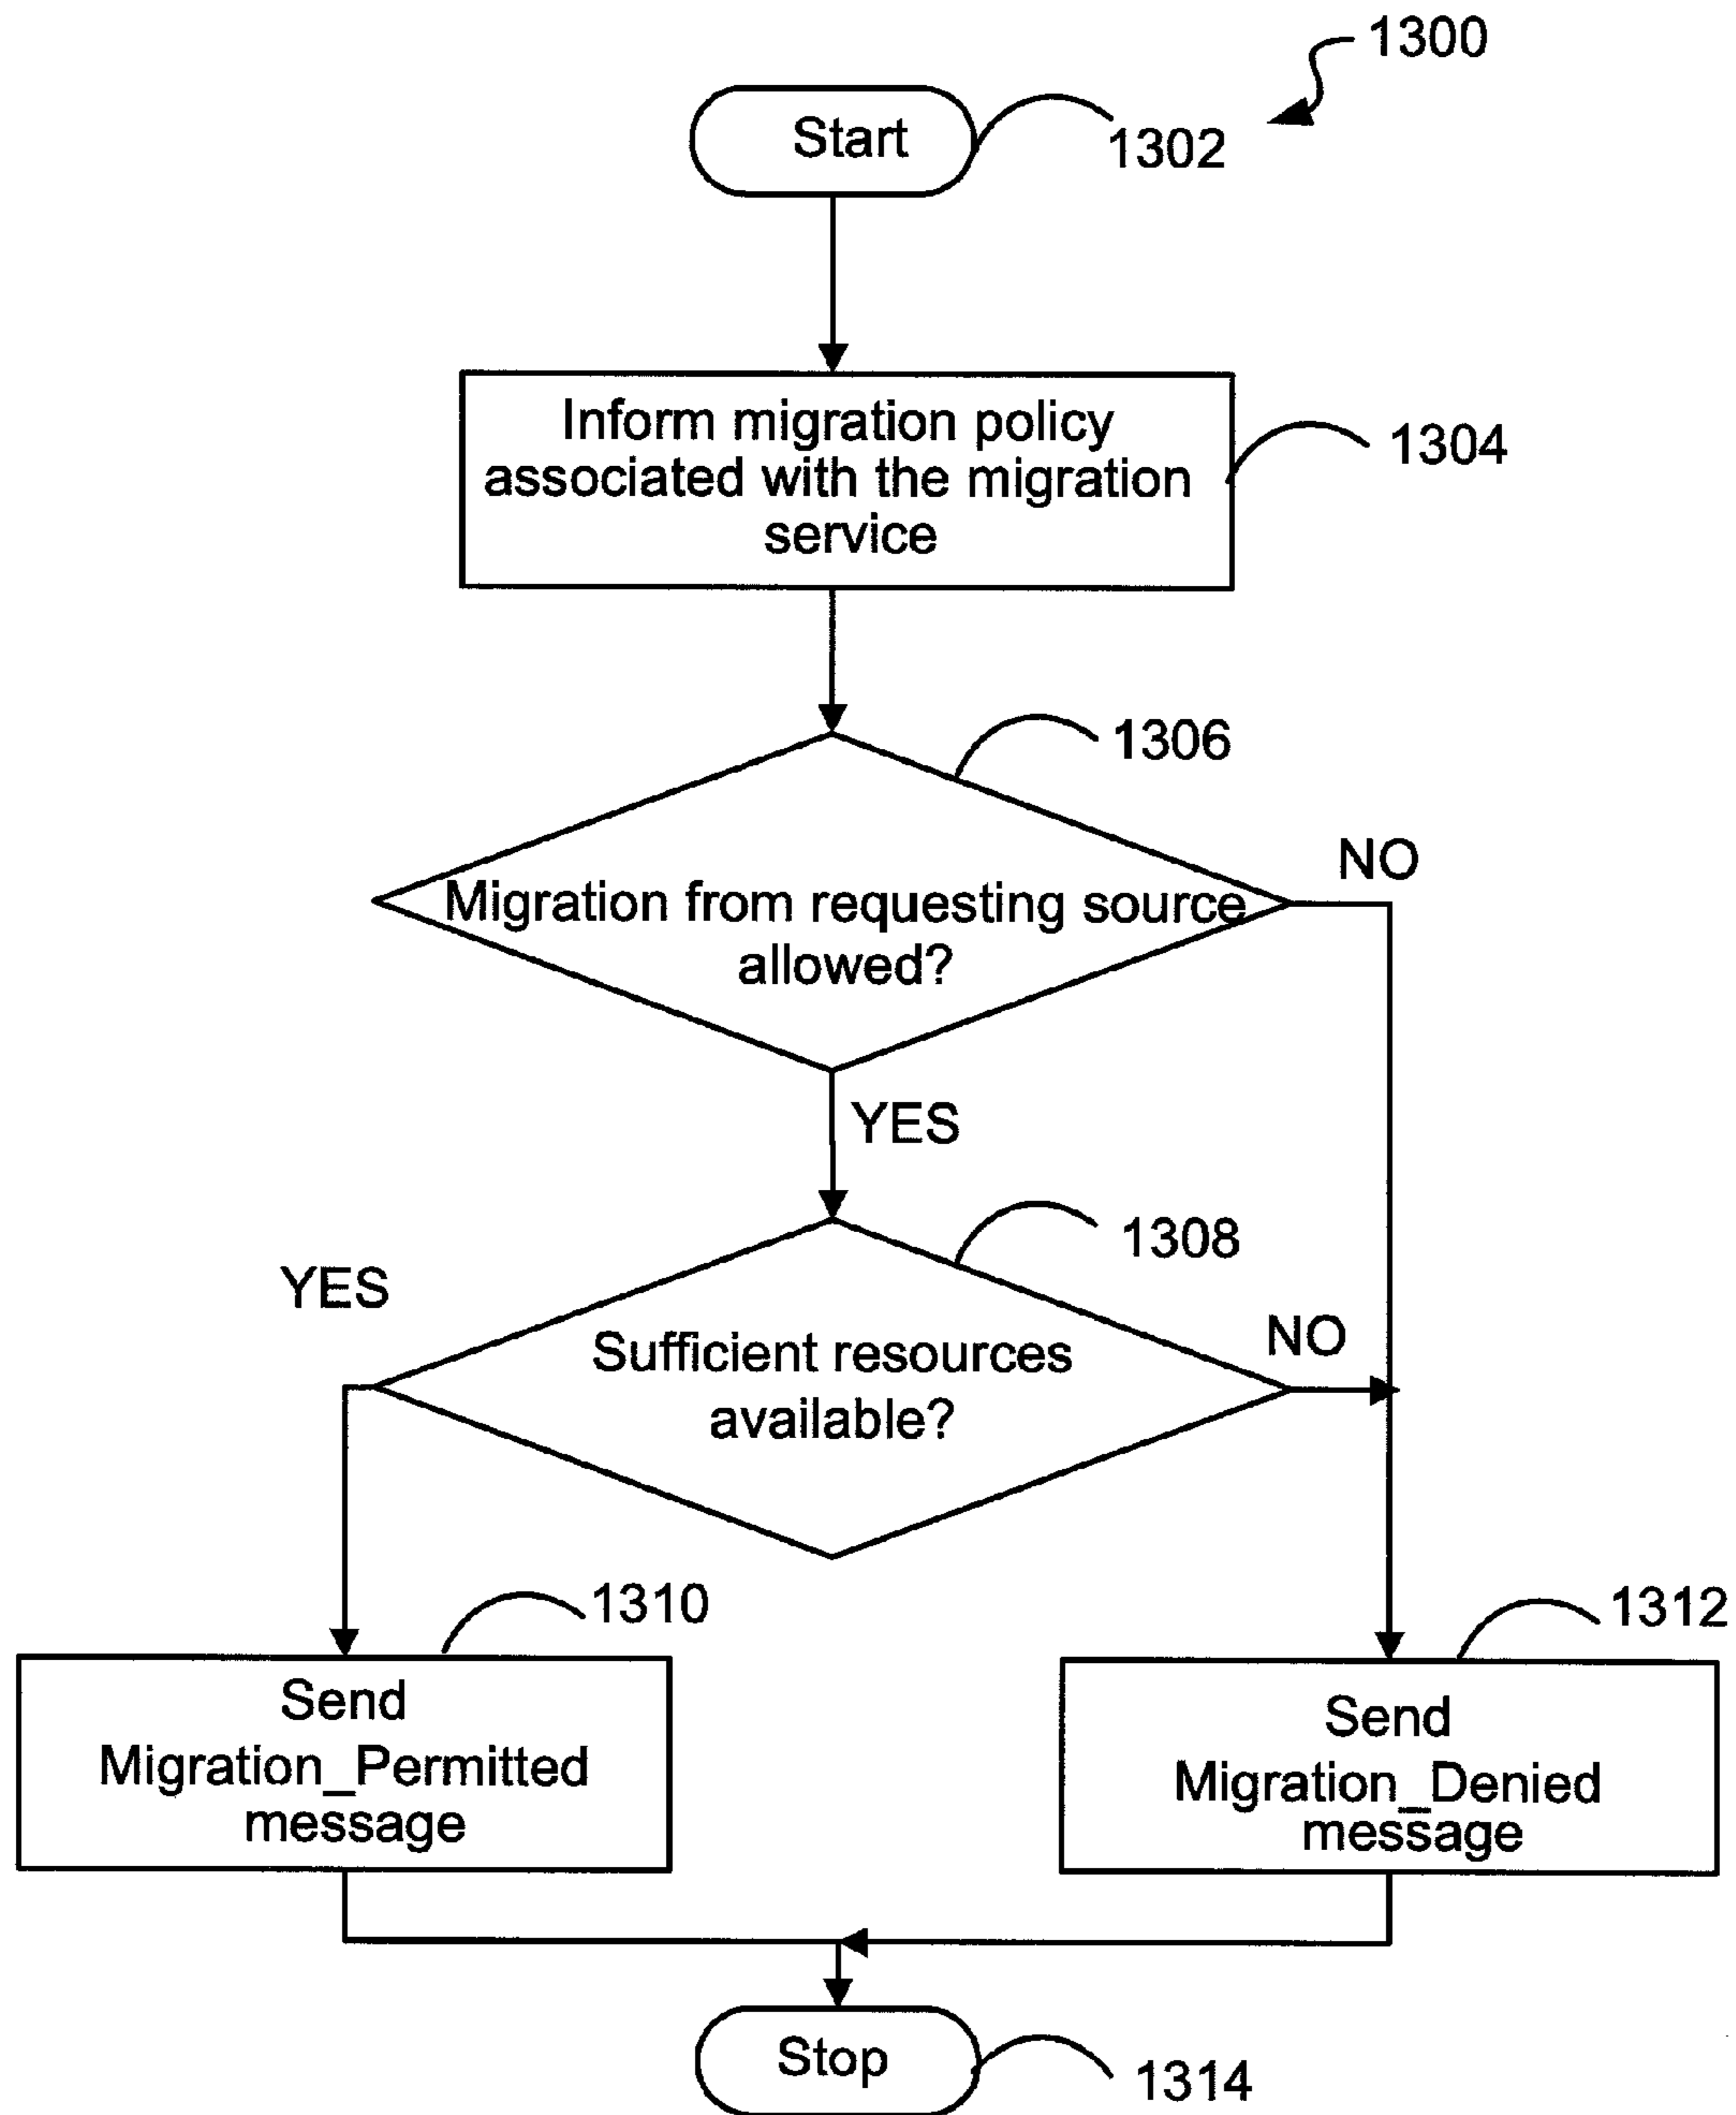 1300
Start
1302
Inform migration policy
associated with the migration
service
1304
1306
NO
Migration from requesting source
allowed?
YES
1308
YES
NO
Sufficient resources
available?
1310
1312
Send
Migration_Permitted
message
Send
Migration_Denied
message
Stop
1314